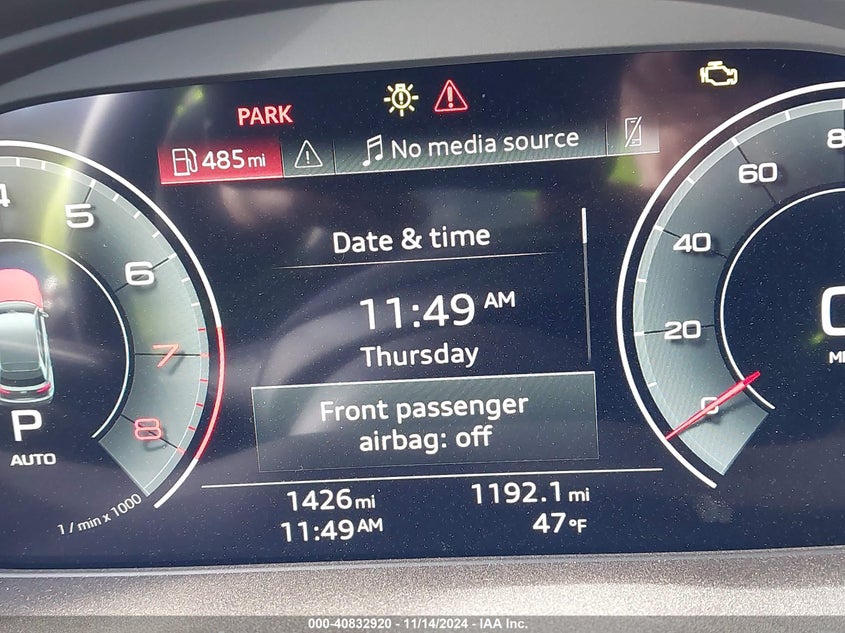 PARK
485 mi
No media source
4
5
6
7
8
P
AUTO
1 / min x 1000
Date & time
11:49 AM
Thursday
Front passenger
airbag: off
1426 mi
1192.1 mi
11:49 AM
47 °F
60
40
20
0
000-40832920 - 11/14/2024 - IAA Inc.